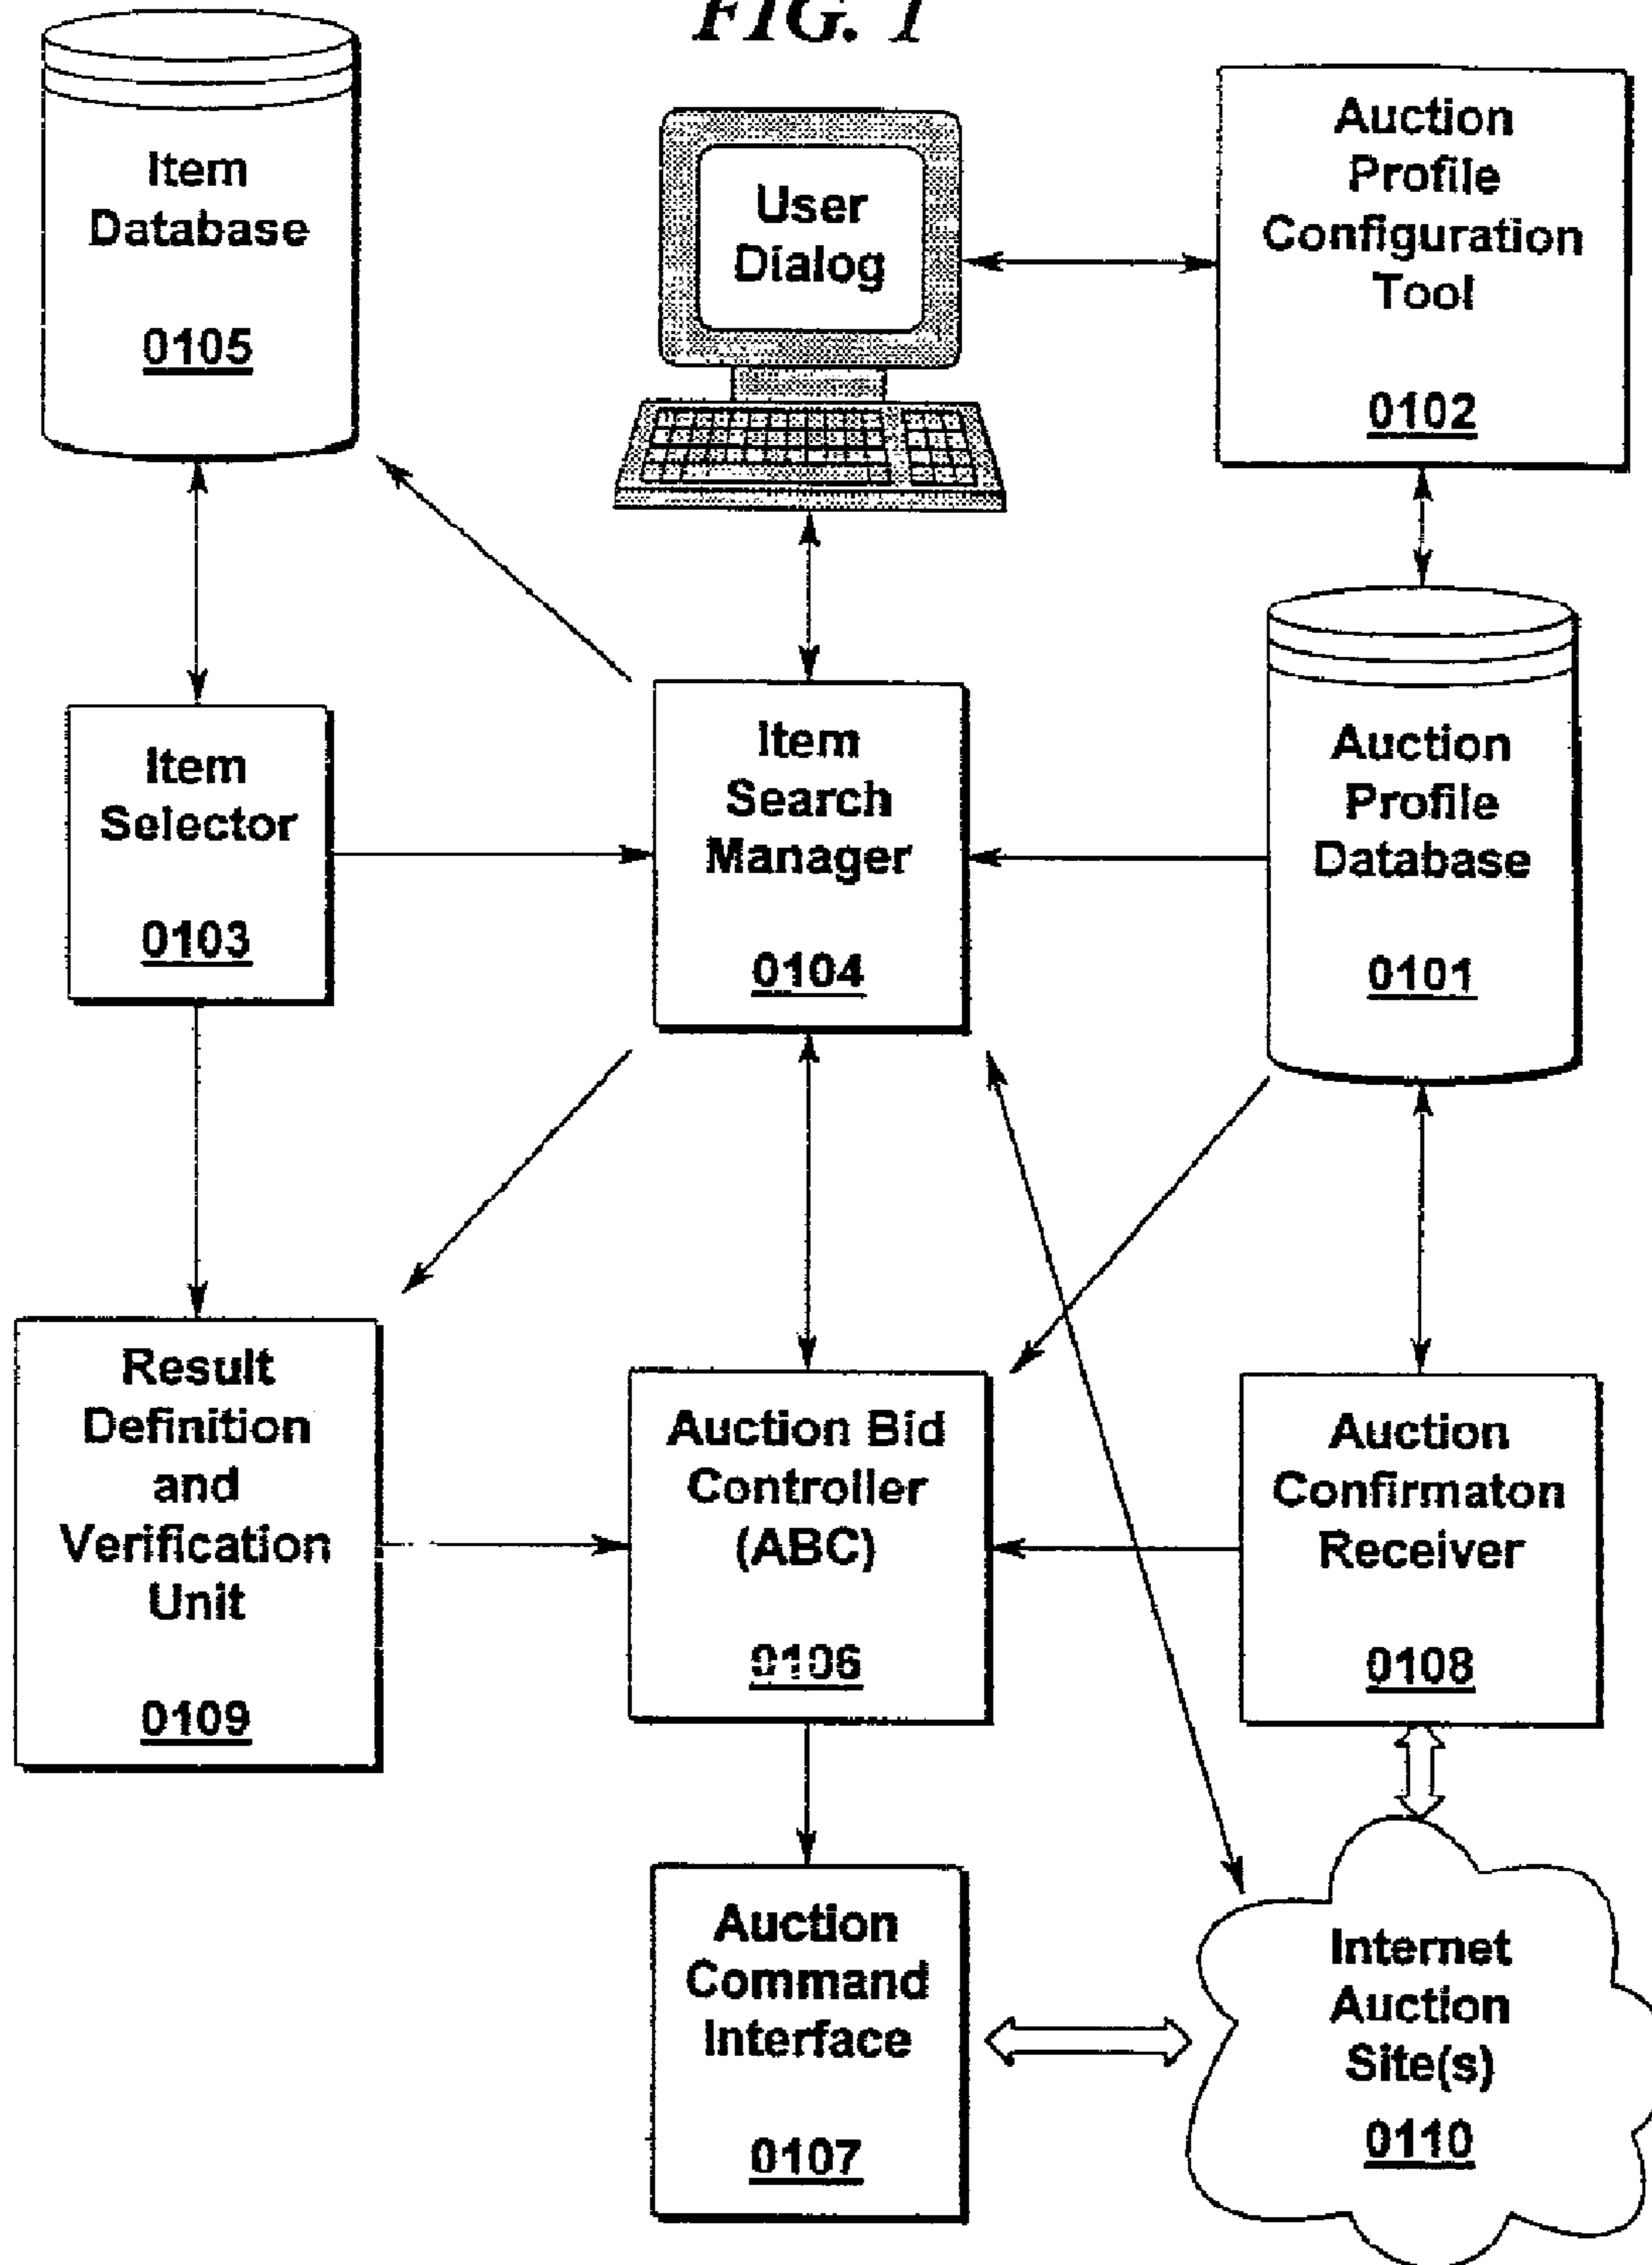 FIG. 1
Item
Database
0105
User
Dialog
Auction
Profile
Configuration
Tool
0102
Item
Selector
0103
Item
Search
Manager
0104
Auction
Profile
Database
0101
Result
Definition
and
Verification
Unit
0109
Auction Bid
Controller
(ABC)
0106
Auction
Confirmaton
Receiver
0108
Auction
Command
Interface
0107
Internet
Auction
Site(s)
0110